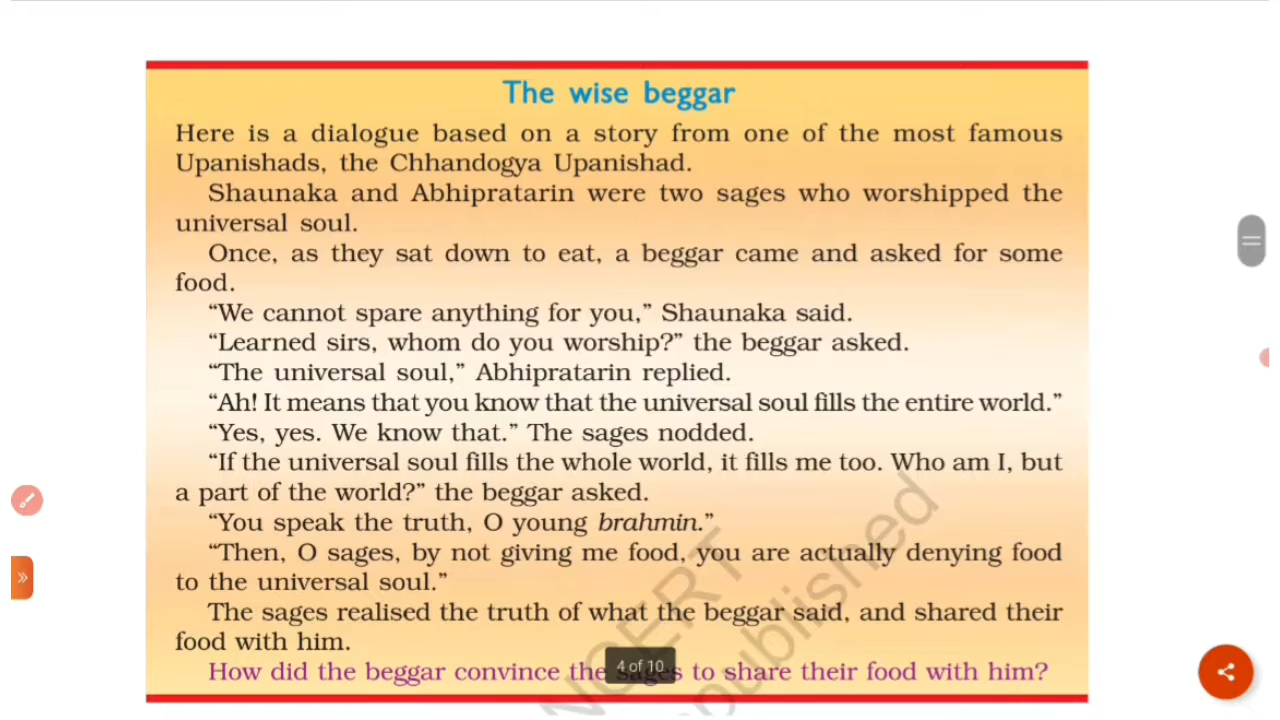 The wise beggar
Here is a dialogue based on a story from one of the most famous
Upanishads, the Chhandogya Upanishad.
Shaunaka and Abhipratarin were two sages who worshipped the
universal soul.
Once, as they sat down to eat, a beggar came and asked for some
food.
“We cannot spare anything for you,” Shaunaka said.
“Learned sirs, whom do you worship?” the beggar asked.
“The universal soul,” Abhipratarin replied.
“Ah! It means that you know that the universal soul fills the entire world.”
“Yes, yes. We know that.” The sages nodded.
“If the universal soul fills the whole world, it fills me too. Who am I, but
a part of the world?” the beggar asked.
“You speak the truth, O young brahmin.”
“Then, O sages, by not giving me food, you are actually denying food
to the universal soul.”
The sages realised the truth of what the beggar said, and shared their
food with him.
How did the beggar convince the sages to share their food with him?
4 of 10
NCERT
republished